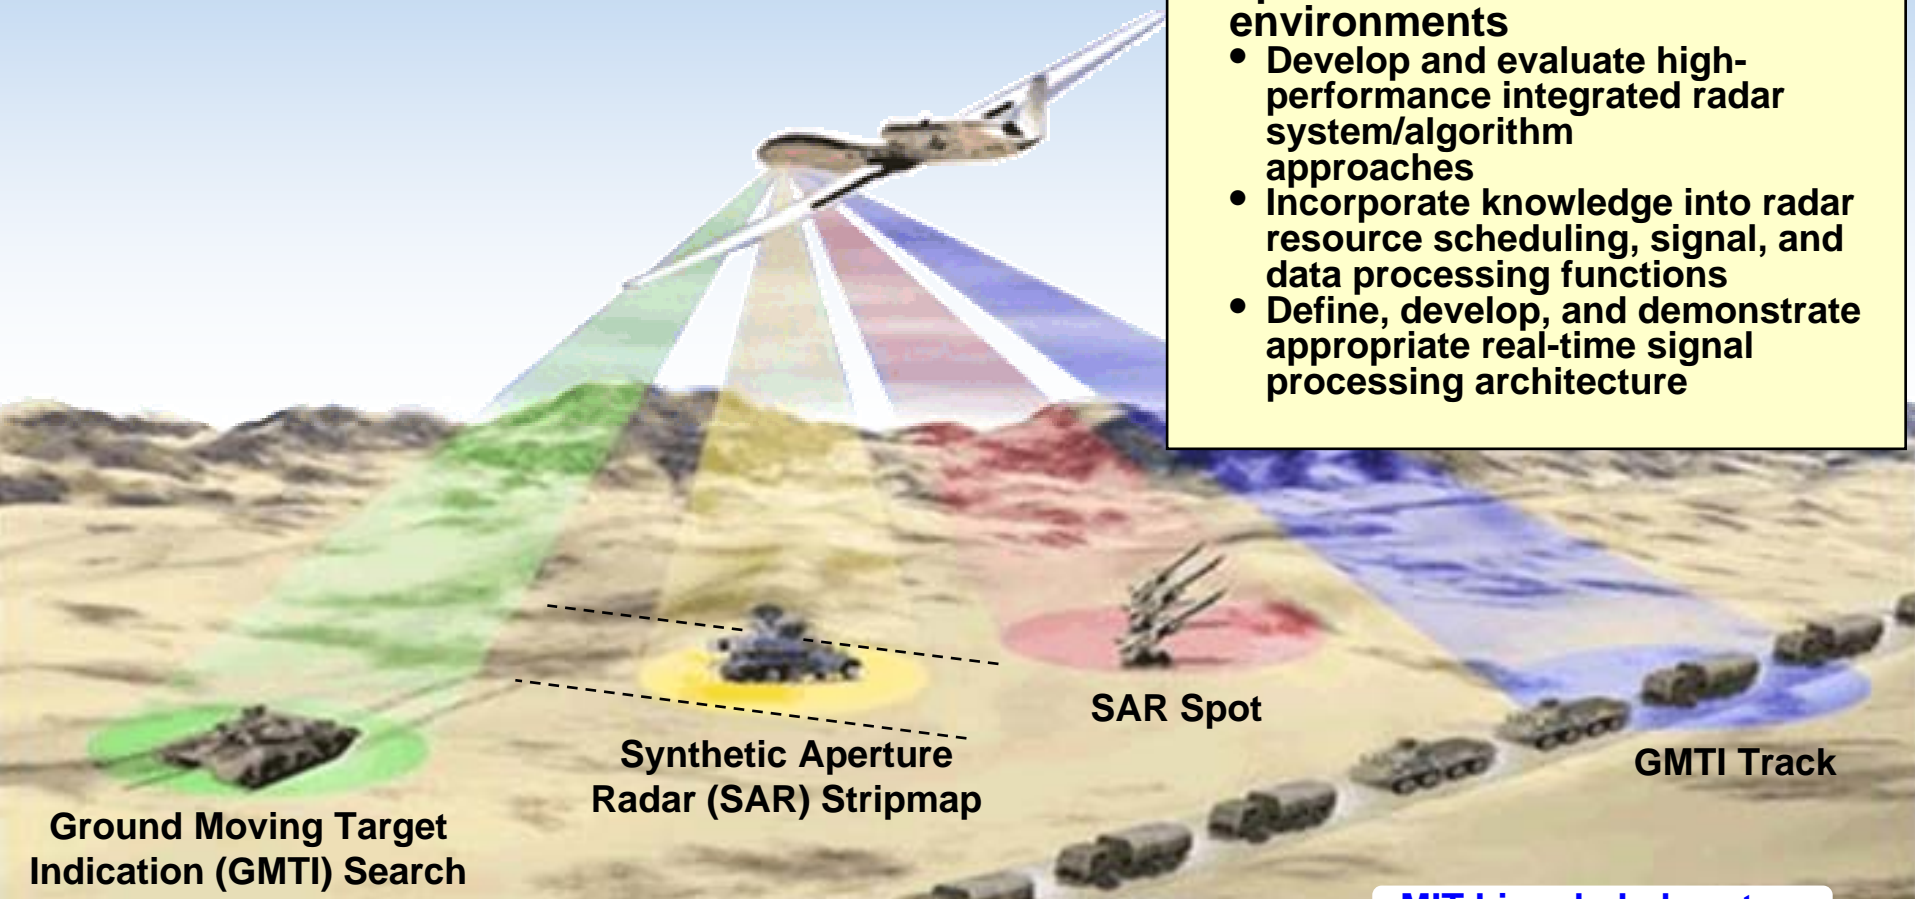 environments
• Develop and evaluate high-
performance integrated radar
system/algorithm
approaches
• Incorporate knowledge into radar
resource scheduling, signal, and
data processing functions
• Define, develop, and demonstrate
appropriate real-time signal
processing architecture
SAR Spot
Synthetic Aperture
Radar (SAR) Stripmap
GMTI Track
Ground Moving Target
Indication (GMTI) Search